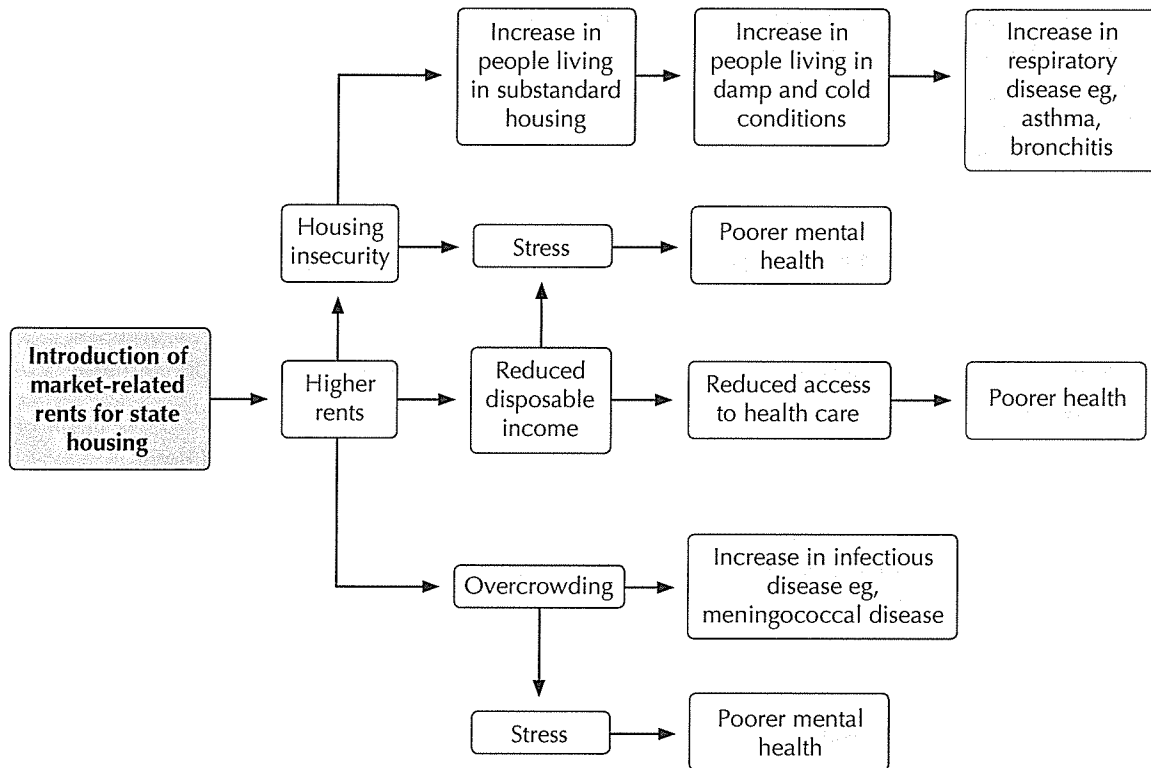 Increase in
people living
in substandard
housing
Increase in
people living in
damp and cold
conditions
Increase in
respiratory
disease eg,
asthma,
bronchitis
Housing
insecurity
Stress
Poorer mental
health
Introduction of
market-related
rents for state
housing
Higher
rents
Reduced
disposable
income
Reduced access
to health care
Poorer health
Overcrowding
Increase in infectious
disease eg,
meningococcal disease
Stress
Poorer mental
health